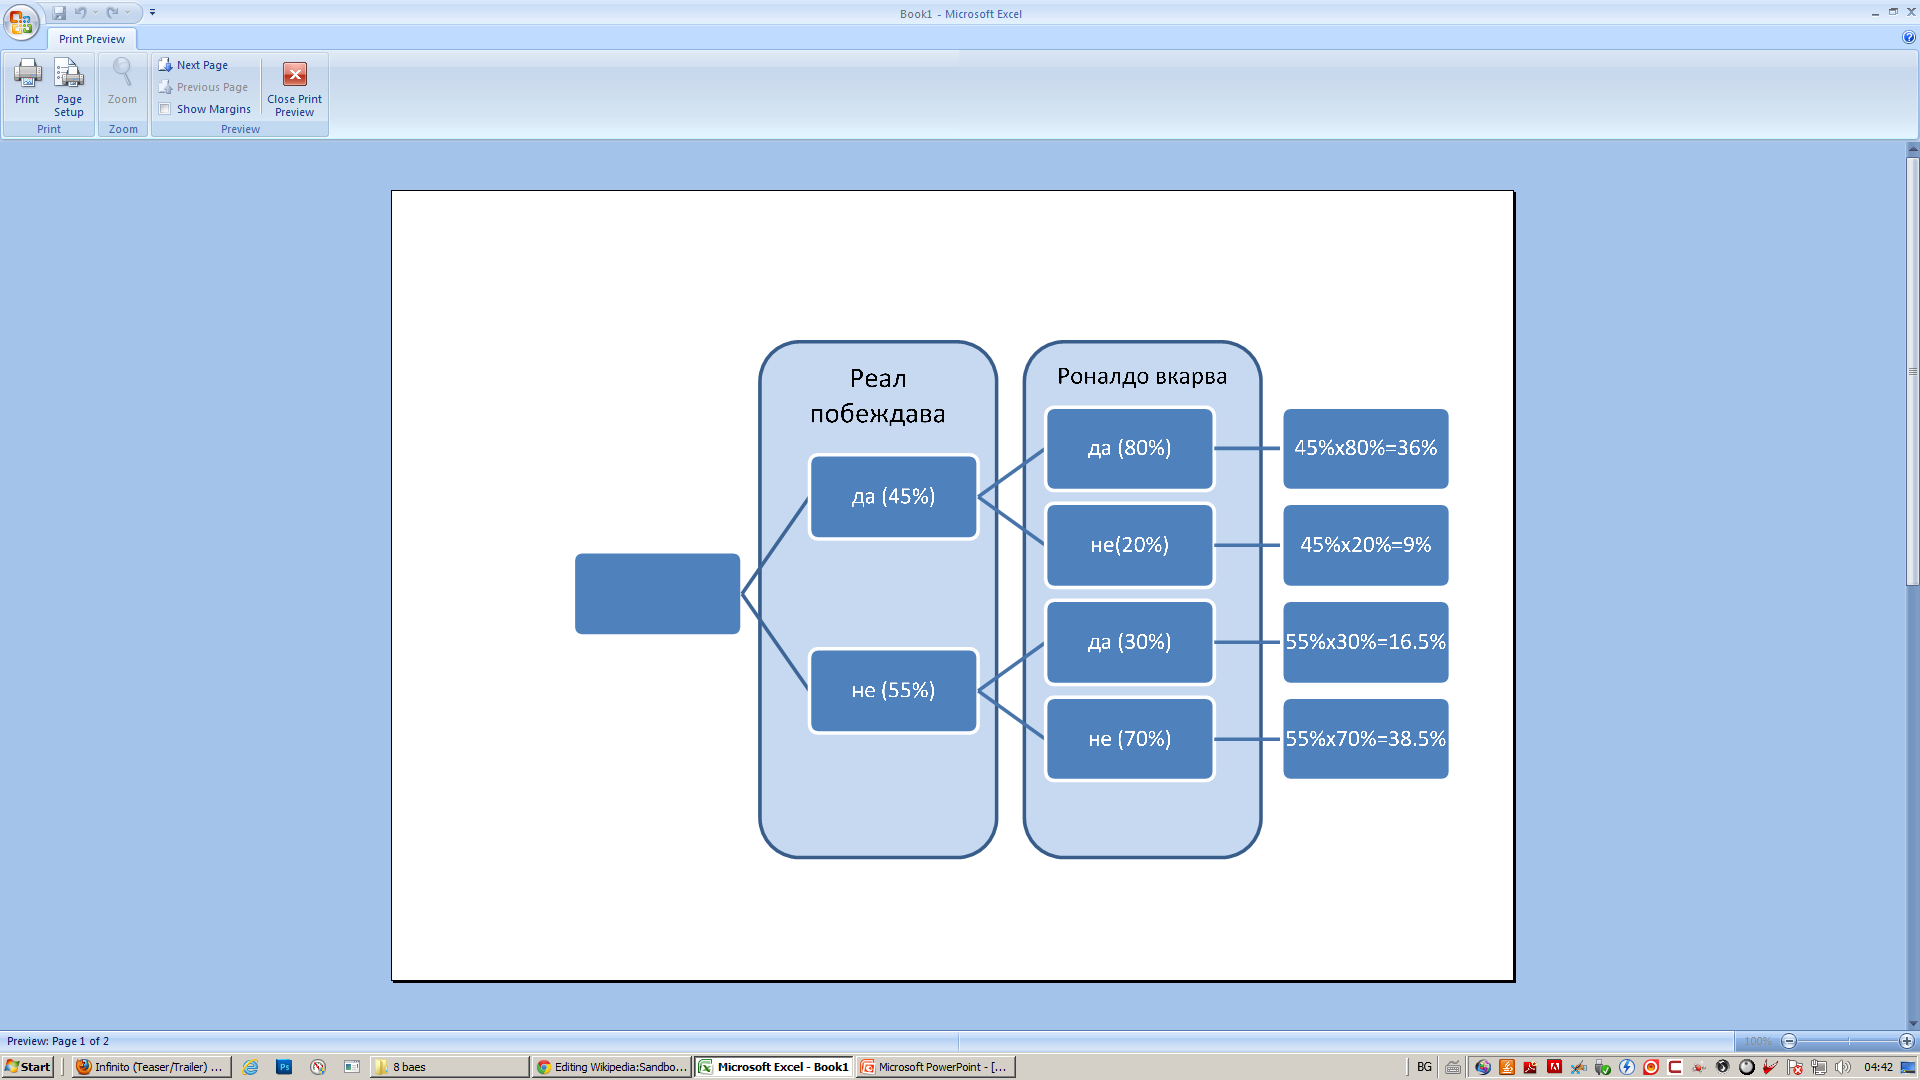 Book1 - Microsoft Excel
Print Preview
Print
Page
Setup
Zoom
Next Page
Previous Page
Show Margins
Close Print
Preview
Print
Zoom
Preview
Реал
побеждава
Роналдо вкарва
да (45%)
не (55%)
да (80%)
не(20%)
да (30%)
не (70%)
45%x80%=36%
45%x20%=9%
55%x30%=16.5%
55%x70%=38.5%
Preview: Page 1 of 2
100%
Start
Infinito (Teaser/Trailer) ...
Ps
8 baes
Editing Wikipedia:Sandbo...
Microsoft Excel - Book1
Microsoft PowerPoint - [...
BG
04:42